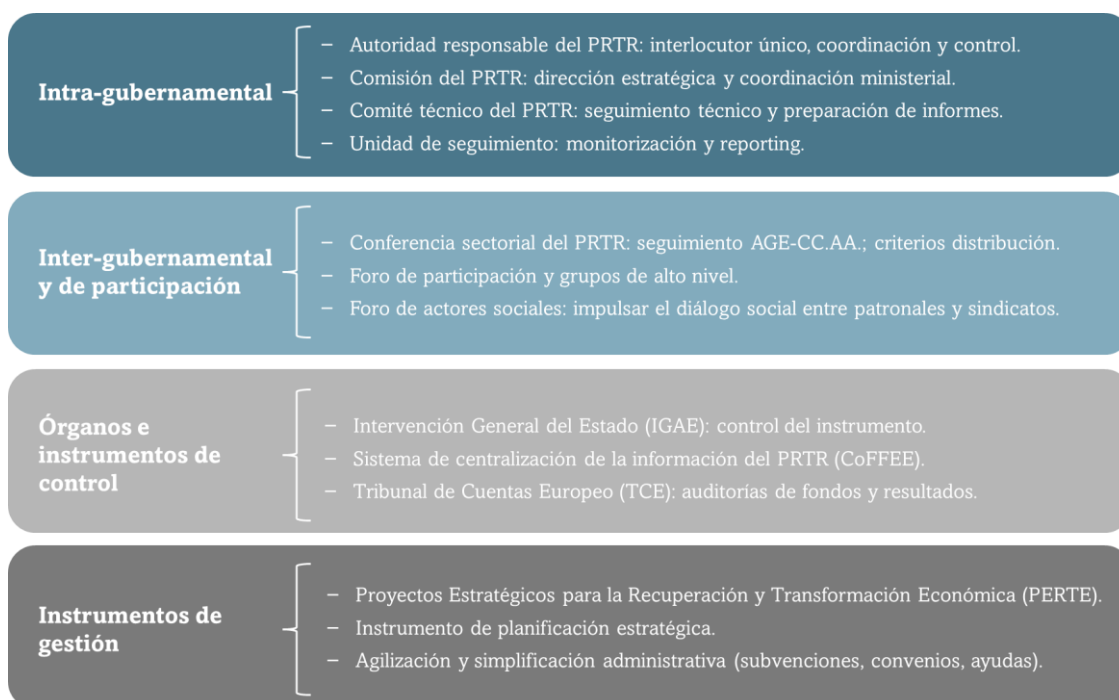 Intra-gubernamental
– Autoridad responsable del PRTR: interlocutor único, coordinación y control.
– Comisión del PRTR: dirección estratégica y coordinación ministerial.
– Comité técnico del PRTR: seguimiento técnico y preparación de informes.
– Unidad de seguimiento: monitorización y reporting.
Inter-gubernamental
y de participación
– Conferencia sectorial del PRTR: seguimiento AGE-CC.AA.; criterios distribución.
– Foro de participación y grupos de alto nivel.
– Foro de actores sociales: impulsar el diálogo social entre patronales y sindicatos.
Órganos e
instrumentos de
control
– Intervención General del Estado (IGAE): control del instrumento.
– Sistema de centralización de la información del PRTR (CoFFEE).
– Tribunal de Cuentas Europeo (TCE): auditorías de fondos y resultados.
Instrumentos de
gestión
– Proyectos Estratégicos para la Recuperación y Transformación Económica (PERTE).
– Instrumento de planificación estratégica.
– Agilización y simplificación administrativa (subvenciones, convenios, ayudas).